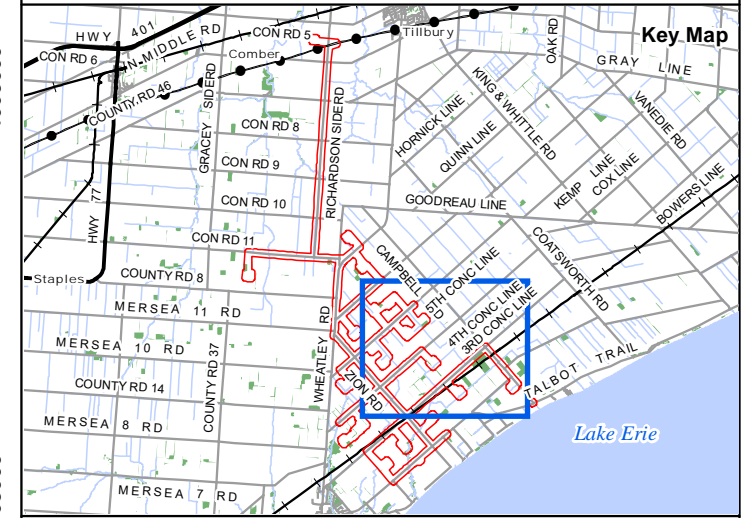 Key Map
HWY 401
CON RD 5
Tillbury
OAK RD
N MIDDLE RD
CON RD 6
Comber
GRAY LINE
COUNTY RD 46
GRACEY SIDERD
RICHARDSON SIDERD
HORNICK LINE
KING & WHITTLE RD
VANEDIE RD
CON RD 8
QUINN LINE
CON RD 9
KEMP LINE
COX LINE
BOWERS LINE
CON RD 10
GOODREAU LINE
HWY 77
CON RD 11
COATSWORTH RD
CAMPBELL RD
Staples
COUNTY RD 8
5TH CONC LINE
4TH CONC LINE
3RD CONC LINE
MERSEA 11 RD
MERSEA 10 RD
COUNTY RD 37
WHEATLEY RD
ZION RD
TALBOT TRAIL
COUNTY RD 14
MERSEA 8 RD
Lake Erie
MERSEA 7 RD